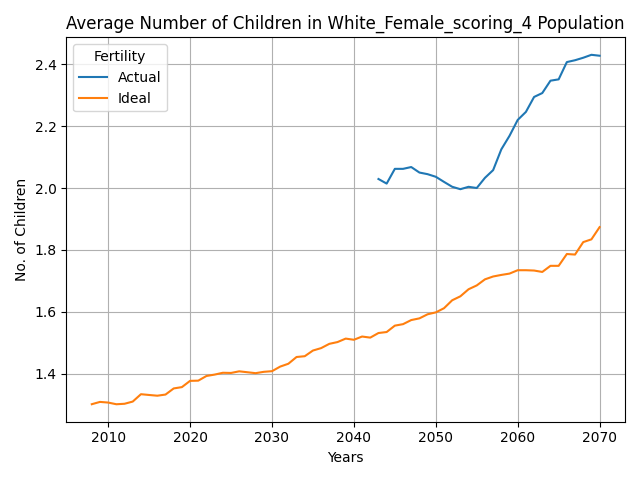 Average Number of Children in White_Female_scoring_4 Population
Fertility
Actual
Ideal
No. of Children
2.4
2.2
2.0
1.8
1.6
1.4
2010 2020 2030 2040 2050 2060 2070
Years